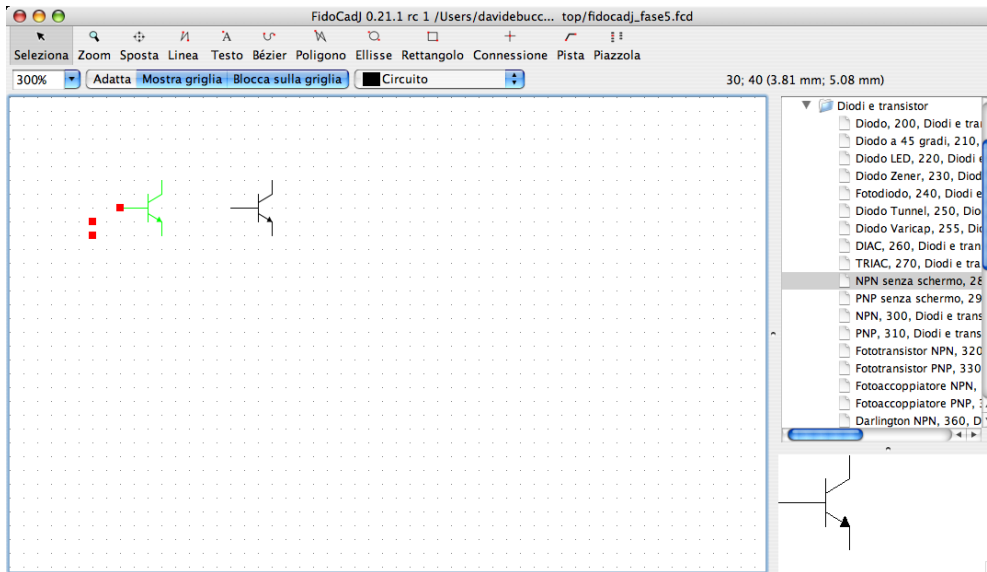 FidoCadJ 0.21.1 rc 1 /Users/davidebucc... top/fidocadj_fase5.fcd
Seleziona Zoom Sposta Linea Testo Bézier Poligono Ellisse Rettangolo Connessione Pista Piazzola
300% Adatta Mostra griglia Blocca sulla griglia Circuito 30; 40 (3.81 mm; 5.08 mm)
Diodi e transistor
Diodo, 200, Diodi e tra
Diodo a 45 gradi, 210,
Diodo LED, 220, Diodi e
Diodo Zener, 230, Diod
Fotodiodo, 240, Diodi e
Diodo Tunnel, 250, Dio
Diodo Varicap, 255, Dio
DIAC, 260, Diodi e tran
TRIAC, 270, Diodi e tra
NPN senza schermo, 28
PNP senza schermo, 29
NPN, 300, Diodi e trans
PNP, 310, Diodi e trans
Fototransistor NPN, 320
Fototransistor PNP, 330
Fotoaccoppiatore NPN,
Fotoaccoppiatore PNP,
Darlington NPN, 360, D